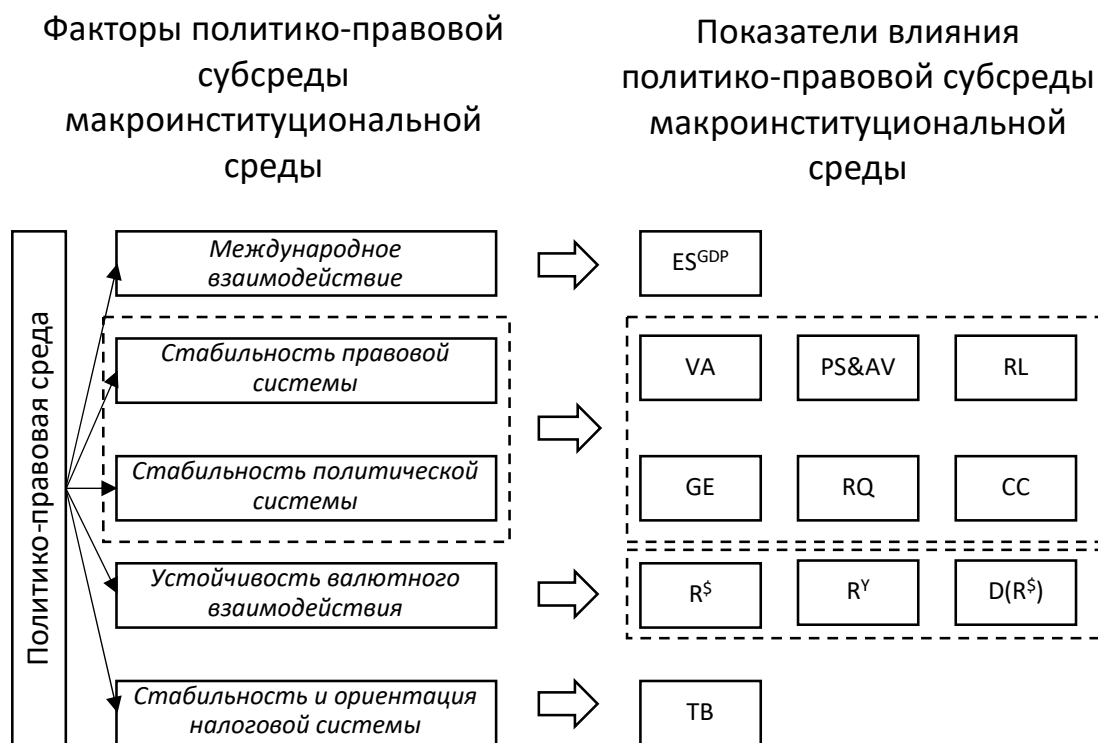 Факторы политико-правовой
субсреды
макроинституциональной
среды
Показатели влияния
политико-правовой субсреды
макроинституциональной
среды
Политико-правовая среда
Международное
взаимодействие
ES^GDP
Стабильность правовой
системы
VA
PS&AV
RL
Стабильность политической
системы
GE
RQ
CC
Устойчивость валютного
взаимодействия
R^$
R^Y
D(R^$)
Стабильность и ориентация
налоговой системы
TB